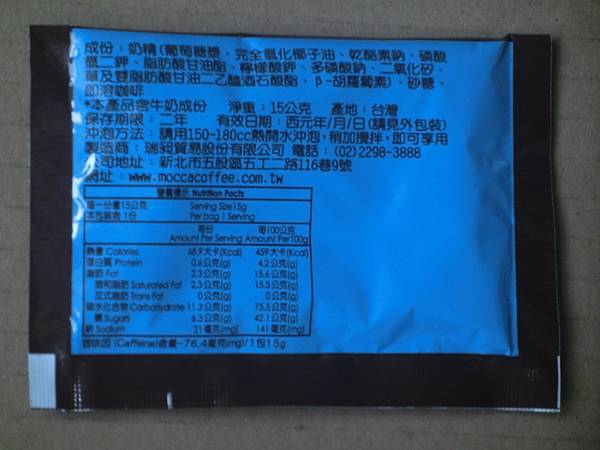 成份：奶精(葡萄糖漿、完全氫化椰子油、乾酪素鈉、磷酸
氫二鉀、脂肪酸甘油酯、檸檬酸鉀、多磷酸鈉、二氧化矽、
單及雙脂肪酸甘油二乙醯酒石酸酯、β-胡蘿蔔素)、砂糖、
即溶咖啡
*本產品含牛奶成份 淨重：15公克 產地：台灣
保存期限：二年 有效日期：西元年/月/日(請見外包裝)
沖泡方法：請用150-180cc熱開水沖泡，稍加攪拌，即可享用
製造商：瑞昶貿易股份有限公司 電話：(02)2298-3888
公司地址：新北市五股區五工二路116巷9號
網址：www.moccacoffee.com.tw
營養標示 Nutrition Facts
每一份量15公克 Serving Size15g
本包裝含1份 Per bag 1 Serving
每份 每100公克
Amount Per Serving Amount Per100g
熱量 Calories 68.9大卡(Kcal) 459大卡(Kcal)
蛋白質 Protein 0.6公克(g) 4.2公克(g)
脂肪 Fat 2.3公克(g) 15.6公克(g)
飽和脂肪 Saturated Fat 2.3公克(g) 15.5公克(g)
反式脂肪 Trans Fat 0公克(g) 0公克(g)
碳水化合物 Carbohydrate 11.3公克(g) 75.5公克(g)
糖 Sugars 6.3公克(g) 42.1公克(g)
鈉 Sodium 21毫克(mg) 141毫克(mg)
咖啡因 (Caffeine)含量-76.4毫克(mg)/1包15g